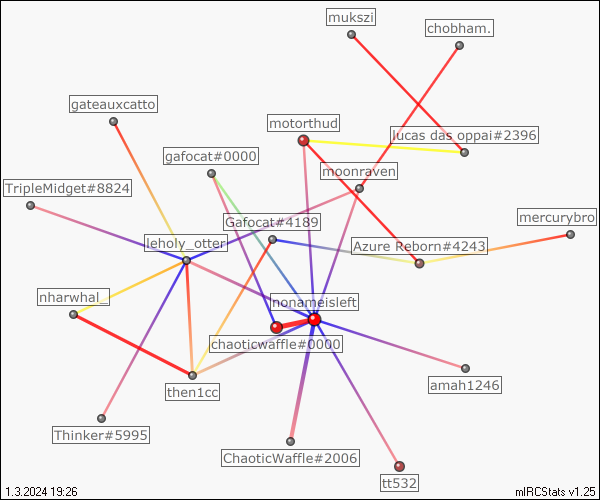 mukszi
chobham.
gateauxcatto
motorthud
lucas das oppai#2396
gafocat#0000
moonraven
TripleMidget#8824
Gafocat#4189
mercurybro
leholy_otter
Azure Reborn#4243
nharwhal_
nonameisleft
chaoticwaffle#0000
then1cc
amah1246
Thinker#5995
ChaoticWaffle#2006
tt532
1.3.2024 19:26
mIRCStats v1.25